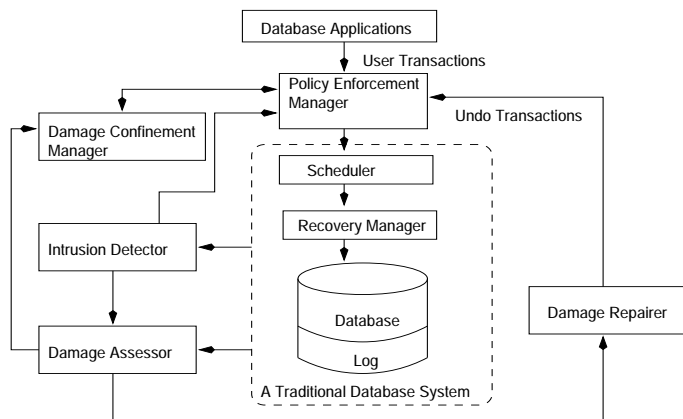 Database Applications
User Transactions
Policy Enforcement
Manager
Undo Transactions
Damage Confinement
Manager
Scheduler
Recovery Manager
Intrusion Detector
Database
Damage Repairer
Damage Assessor
Log
A Traditional Database System